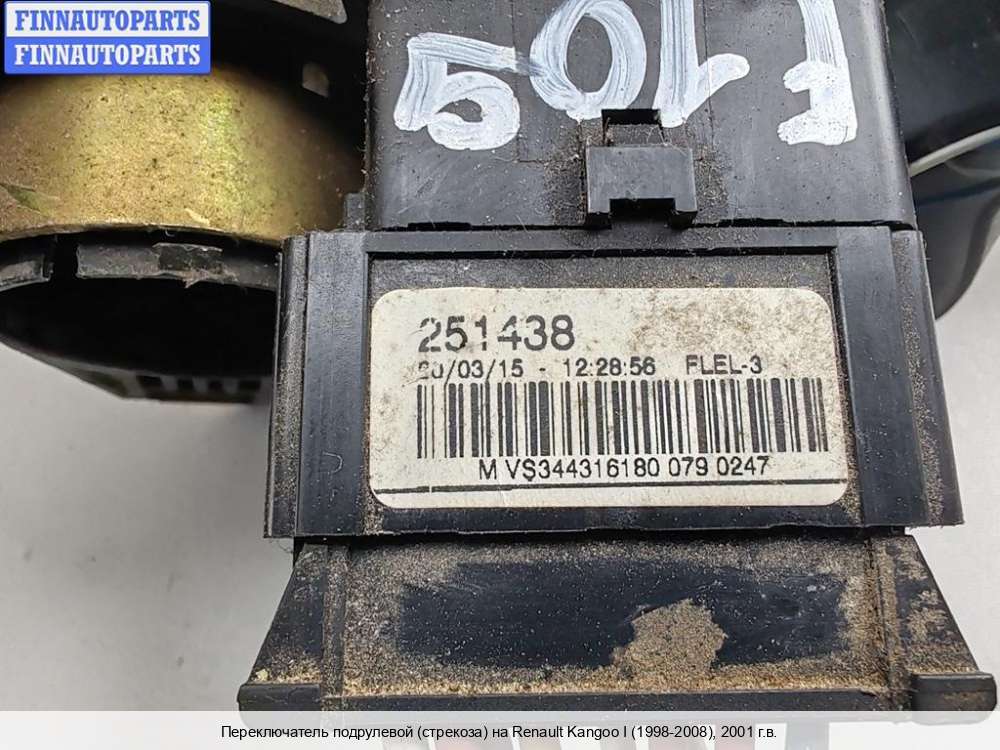 FINNAUTOPARTS
FINNAUTOPARTS
251438
/03/15 - 12:28:56 FLEL-3
M VS344316180 079 0247
Переключатель подрулевой (стрекоза) на Renault Kangoo I (1998-2008), 2001 г.в.